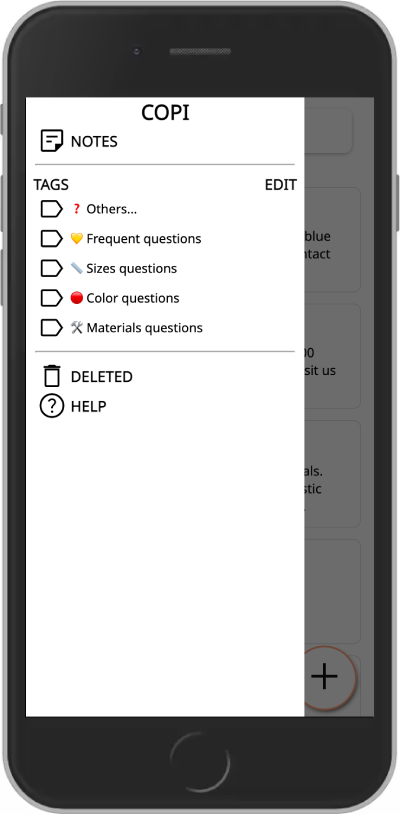 COPI
NOTES
TAGS EDIT
❓ Others...
💛 Frequent questions
📏 Sizes questions
🔴 Color questions
🛠 Materials questions
DELETED
HELP
blue
ntact
00
sit us
als.
stic